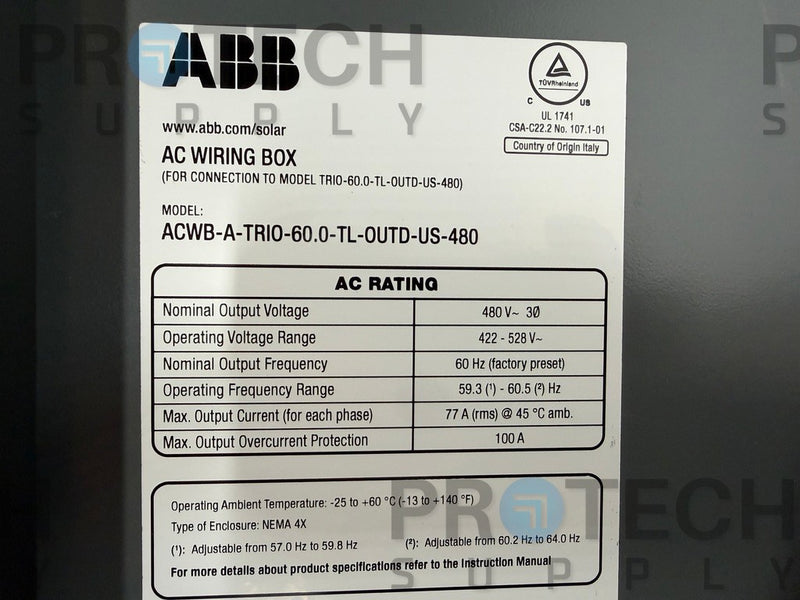 PROTECH
SUPPLY
ABB
TÜVRheinland
C US
UL 1741
CSA-C22.2 No. 107.1-01
Country of Origin Italy
www.abb.com/solar
AC WIRING BOX
(FOR CONNECTION TO MODEL TRIO-60.0-TL-OUTD-US-480)
MODEL:
ACWB-A-TRIO-60.0-TL-OUTD-US-480
AC RATING
Nominal Output Voltage 480 V~ 3Ø
Operating Voltage Range 422 - 528 V~
Nominal Output Frequency 60 Hz (factory preset)
Operating Frequency Range 59.3 (¹) - 60.5 (²) Hz
Max. Output Current (for each phase) 77 A (rms) @ 45 °C amb.
Max. Output Overcurrent Protection 100 A
Operating Ambient Temperature: -25 to +60 °C (-13 to +140 °F)
Type of Enclosure: NEMA 4X
(¹): Adjustable from 57.0 Hz to 59.8 Hz (²): Adjustable from 60.2 Hz to 64.0 Hz
For more details about product specifications refer to the Instruction Manual
PROTECH
SUPPLY
P
S